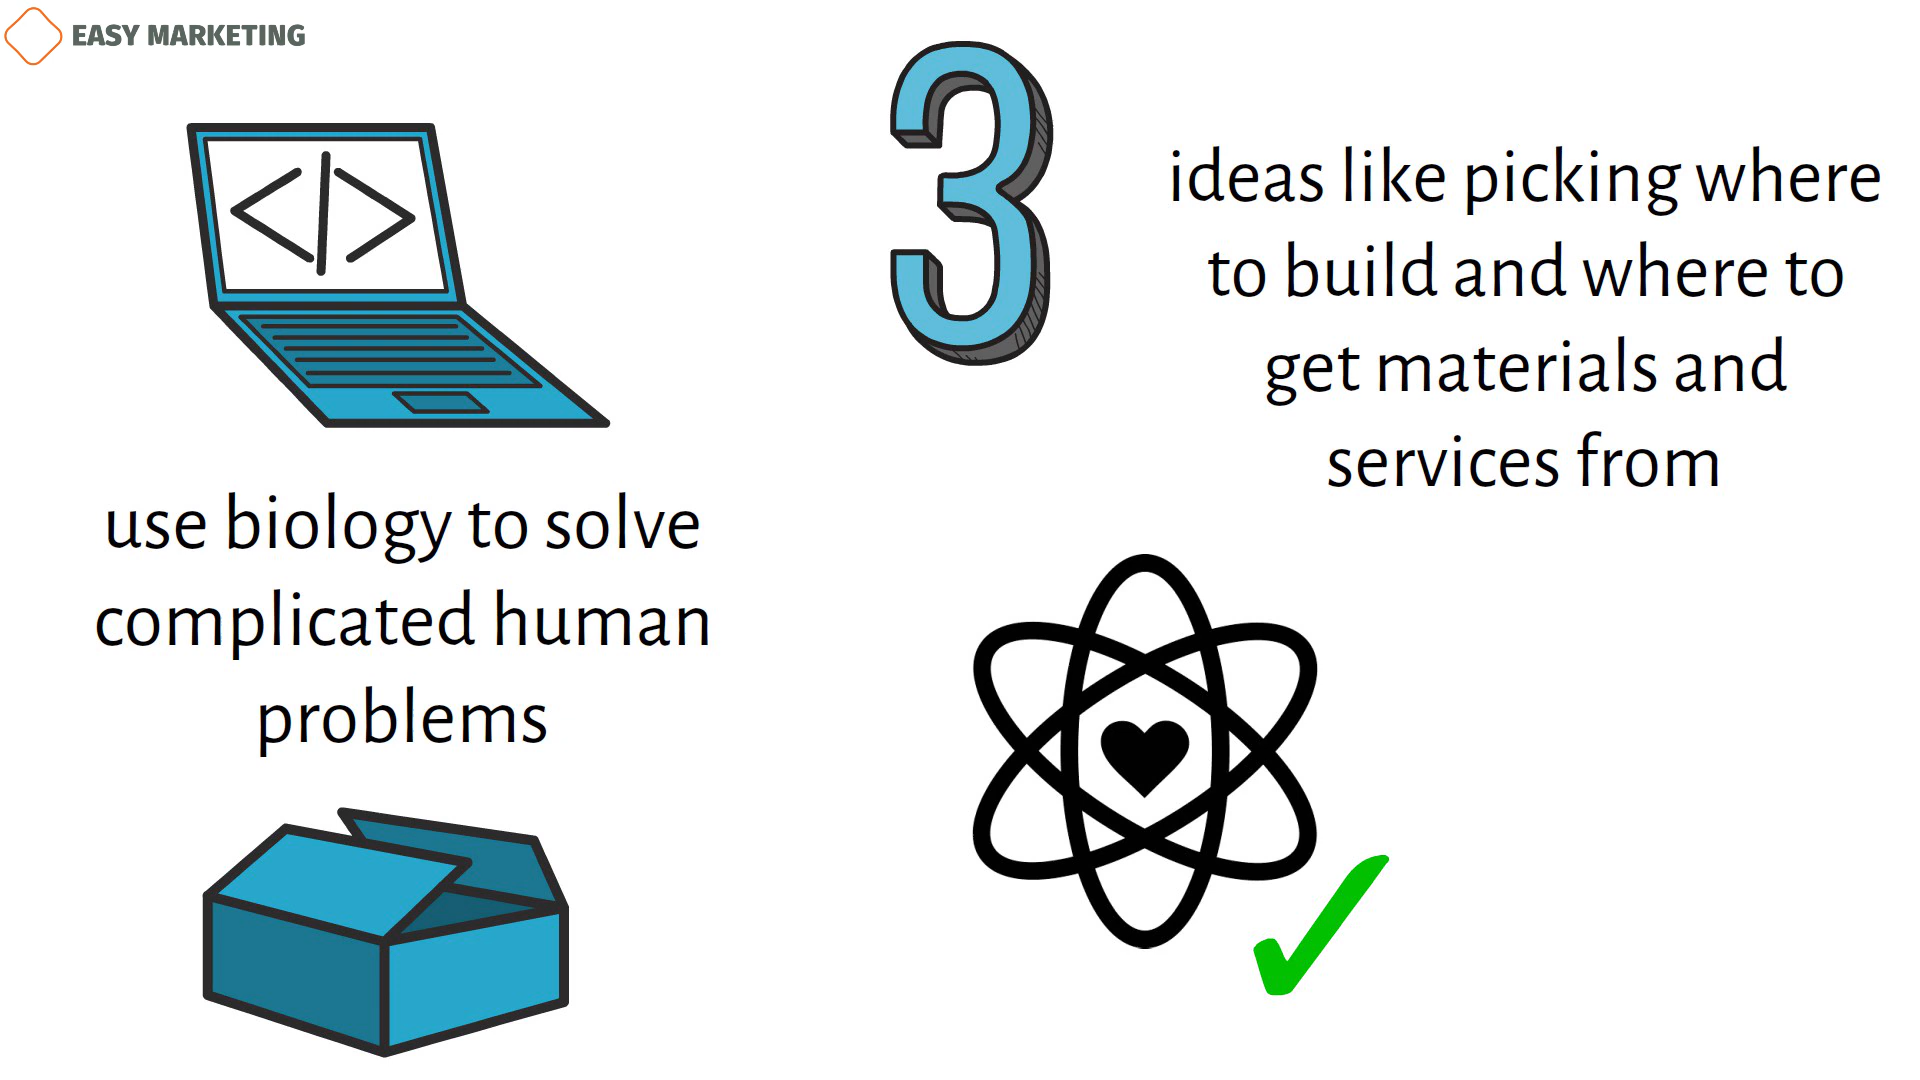 EASY MARKETING
</>
use biology to solve
complicated human
problems
3
ideas like picking where
to build and where to
get materials and
services from